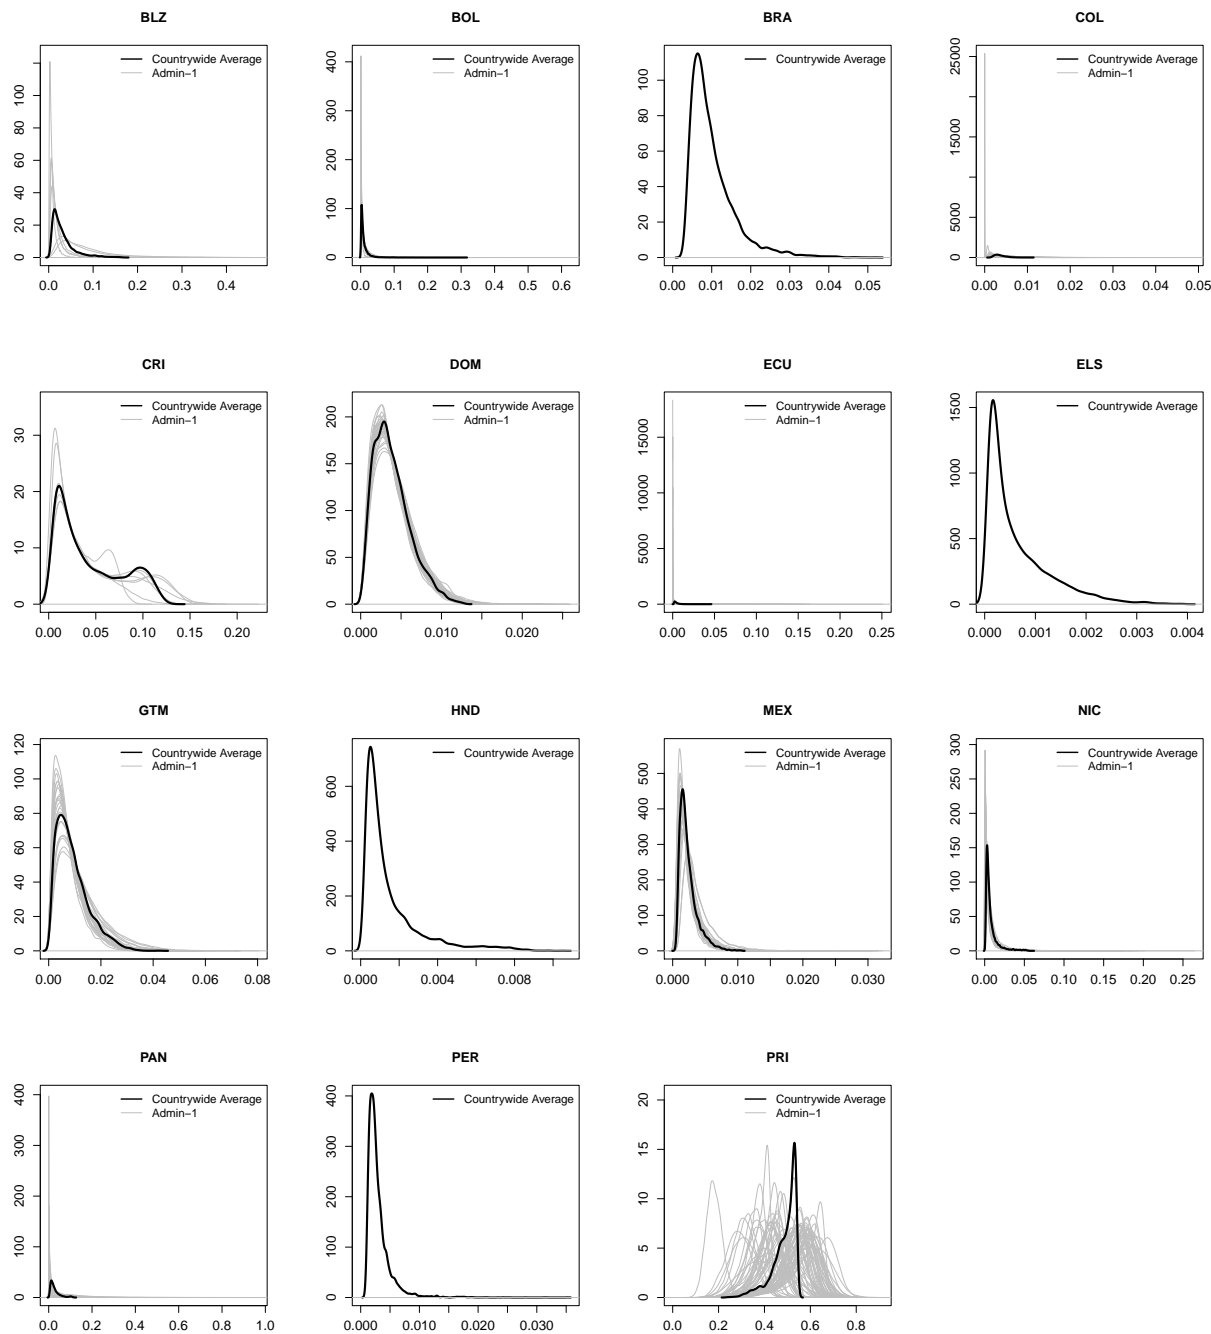 BLZ
Countrywide Average
Admin−1
0 20 40 60 80 100
0.0 0.1 0.2 0.3 0.4
BOL
Countrywide Average
Admin−1
0 100 200 300 400
0.0 0.1 0.2 0.3 0.4 0.5 0.6
BRA
Countrywide Average
0 20 40 60 80 100
0.00 0.01 0.02 0.03 0.04 0.05
COL
Countrywide Average
Admin−1
0 5000 15000 25000
0.00 0.01 0.02 0.03 0.04 0.05
CRI
Countrywide Average
Admin−1
0 10 20 30
0.00 0.05 0.10 0.15 0.20
DOM
Countrywide Average
Admin−1
0 50 100 150 200
0.000 0.010 0.020
ECU
Countrywide Average
Admin−1
0 5000 10000 15000
0.00 0.05 0.10 0.15 0.20 0.25
ELS
Countrywide Average
0 500 1000 1500
0.000 0.001 0.002 0.003 0.004
GTM
Countrywide Average
Admin−1
0 20 40 60 80 100 120
0.00 0.02 0.04 0.06 0.08
HND
Countrywide Average
0 200 400 600
0.000 0.004 0.008
MEX
Countrywide Average
Admin−1
0 100 200 300 400 500
0.000 0.010 0.020 0.030
NIC
Countrywide Average
Admin−1
0 50 100 150 200 250 300
0.00 0.05 0.10 0.15 0.20 0.25
PAN
Countrywide Average
Admin−1
0 100 200 300 400
0.0 0.2 0.4 0.6 0.8 1.0
PER
Countrywide Average
0 100 200 300 400
0.000 0.010 0.020 0.030
PRI
Countrywide Average
Admin−1
0 5 10 15 20
0.0 0.2 0.4 0.6 0.8